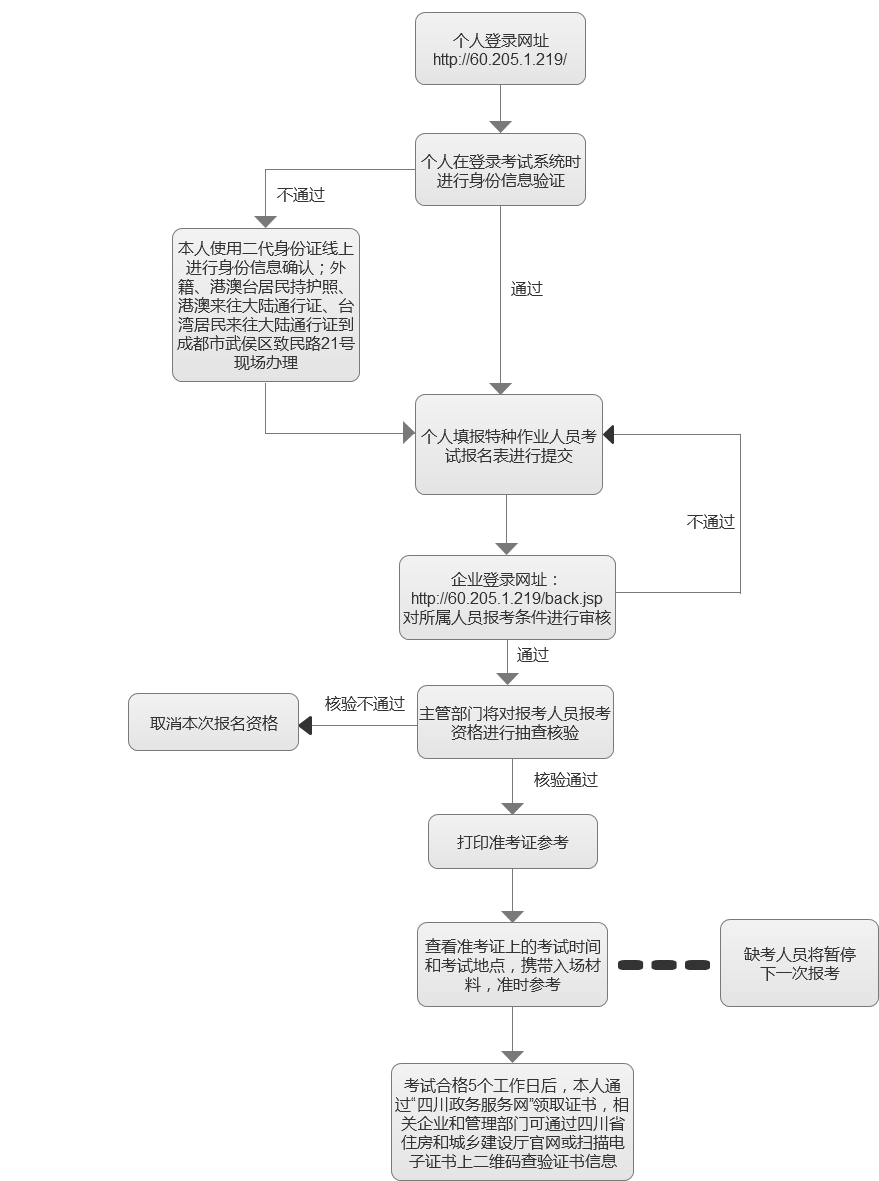 个人登录网址
http://60.205.1.219/
个人在登录考试系统时
进行身份信息验证
不通过
本人使用二代身份证线上
进行身份信息确认；外
籍、港澳台居民持护照、
港澳来往大陆通行证、台
湾居民来往大陆通行证到
成都市武侯区致民路21号
现场办理
通过
个人填报特种作业人员考
试报名表进行提交
不通过
企业登录网址：
http://60.205.1.219/back.jsp
对所属人员报考条件进行审核
通过
主管部门将对报考人员报考
资格进行抽查核验
核验不通过
取消本次报名资格
核验通过
打印准考证参考
查看准考证上的考试时间
和考试地点，携带入场材
料，准时参考
缺考人员将暂停
下一次报考
考试合格5个工作日后，本人通
过“四川政务服务网”领取证书，相
关企业和管理部门可通过四川省
住房和城乡建设厅官网或扫描电
子证书上二维码查验证书信息